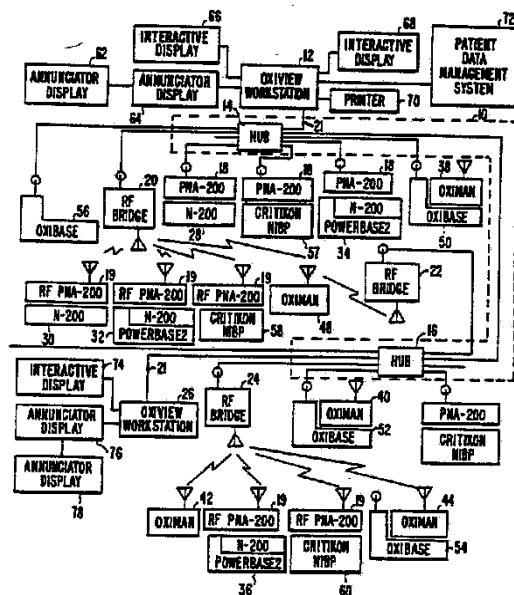 66
INTERACTIVE
DISPLAY
12
68
INTERACTIVE
DISPLAY
72
PATIENT
DATA
MANAGEMENT
SYSTEM
62
ANNUNCIATOR
DISPLAY
ANNUNCIATOR
DISPLAY
64
OXIVIEW
WORKSTATION
PRINTER
70
14
21
10
HUB
20
RF
BRIDGE
56
OXIBASE
18
PNA-200
N-200
28
18
PNA-200
CRITIKON
NIBP
57
18
PNA-200
N-200
POWERBASE2
34
38
OXIMAN
OXIBASE
50
19
RF PNA-200
N-200
30
19
RF PNA-200
N-200
POWERBASE2
32
19
RF PNA-200
CRITIKON
NIBP
58
OXIMAN
48
RF
BRIDGE
22
16
HUB
74
INTERACTIVE
DISPLAY
21
26
ANNUNCIATOR
DISPLAY
76
OXIVIEW
WORKSTATION
ANNUNCIATOR
DISPLAY
78
24
RF
BRIDGE
40
OXIMAN
52
OXIBASE
PNA-200
CRITIKON
NIBP
42
OXIMAN
19
RF PNA-200
N-200
POWERBASE2
36
19
RF PNA-200
CRITIKON
NIBP
60
44
OXIMAN
OXIBASE
54